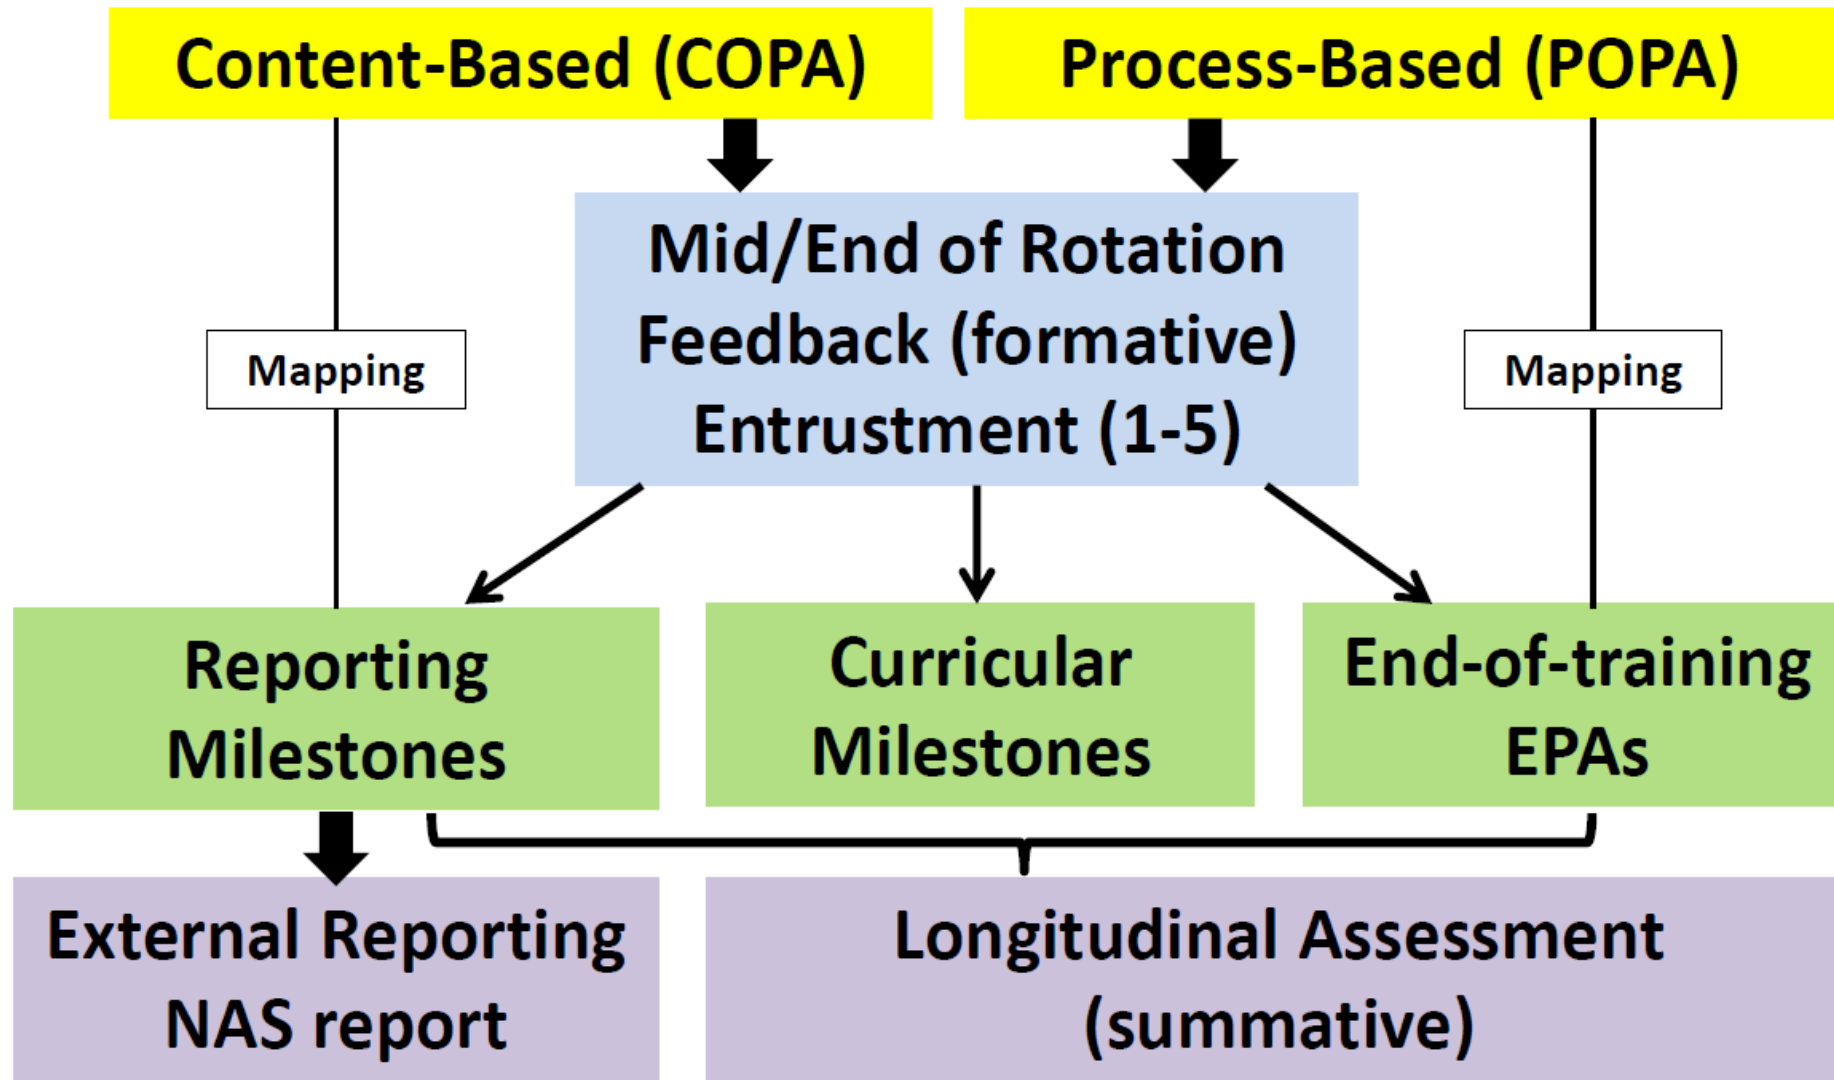 Content-Based (COPA)
Process-Based (POPA)
Mid/End of Rotation
Feedback (formative)
Entrustment (1-5)
Mapping
Mapping
Reporting
Milestones
Curricular
Milestones
End-of-training
EPAs
External Reporting
NAS report
Longitudinal Assessment
(summative)